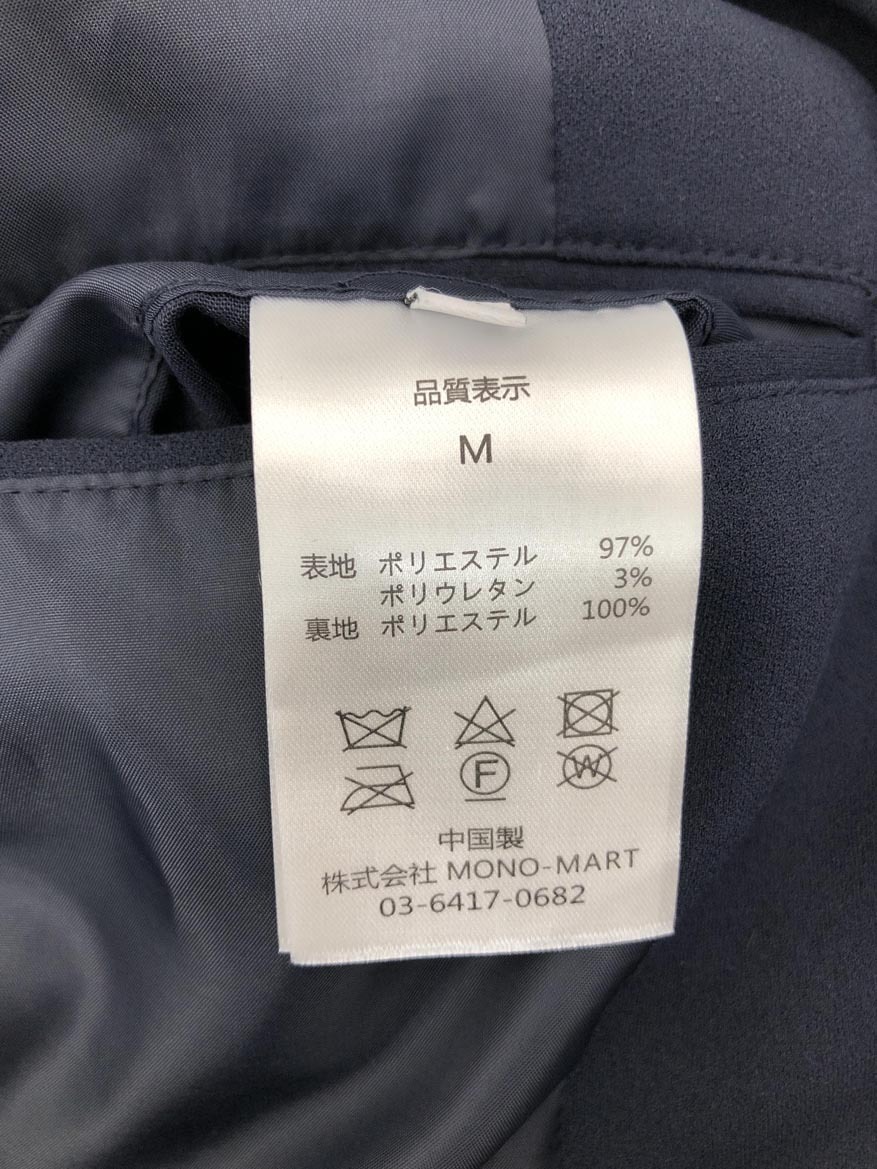 品質表示
M
表地 ポリエステル 97%
ポリウレタン 3%
裏地 ポリエステル 100%
F W
中国製
株式会社 MONO-MART
03-6417-0682